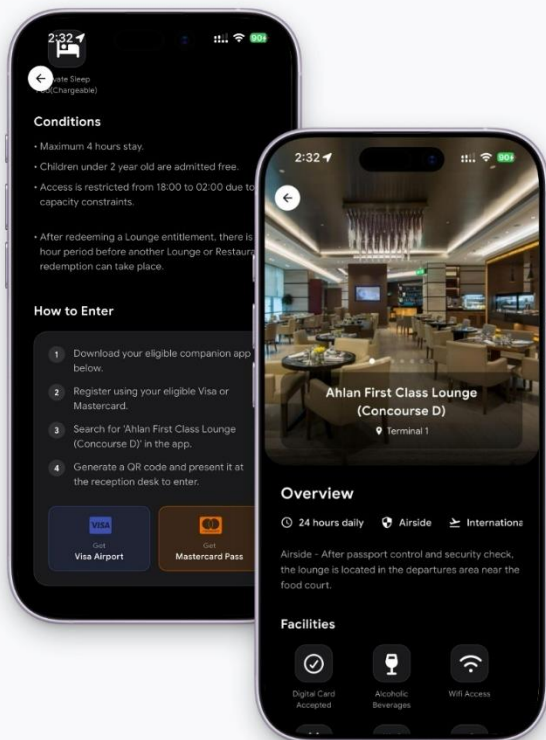 2:32
90+
Private Sleep
(Chargeable)
Conditions
• Maximum 4 hours stay.
• Children under 2 year old are admitted free.
• Access is restricted from 18:00 to 02:00 due to
capacity constraints.
• After redeeming a Lounge entitlement, there is
hour period before another Lounge or Restaura
redemption can take place.
How to Enter
1 Download your eligible companion app
below.
2 Register using your eligible Visa or
Mastercard.
3 Search for 'Ahlan First Class Lounge
(Concourse D)' in the app.
4 Generate a QR code and present it at
the reception desk to enter.
VISA
Get
Visa Airport
Get
Mastercard Pass
2:32
90+
Ahlan First Class Lounge
(Concourse D)
Terminal 1
Overview
24 hours daily Airside Internationa
Airside - After passport control and security check,
the lounge is located in the departures area near the
food court.
Facilities
Digital Card
Accepted
Alcoholic
Beverages
Wifi Access